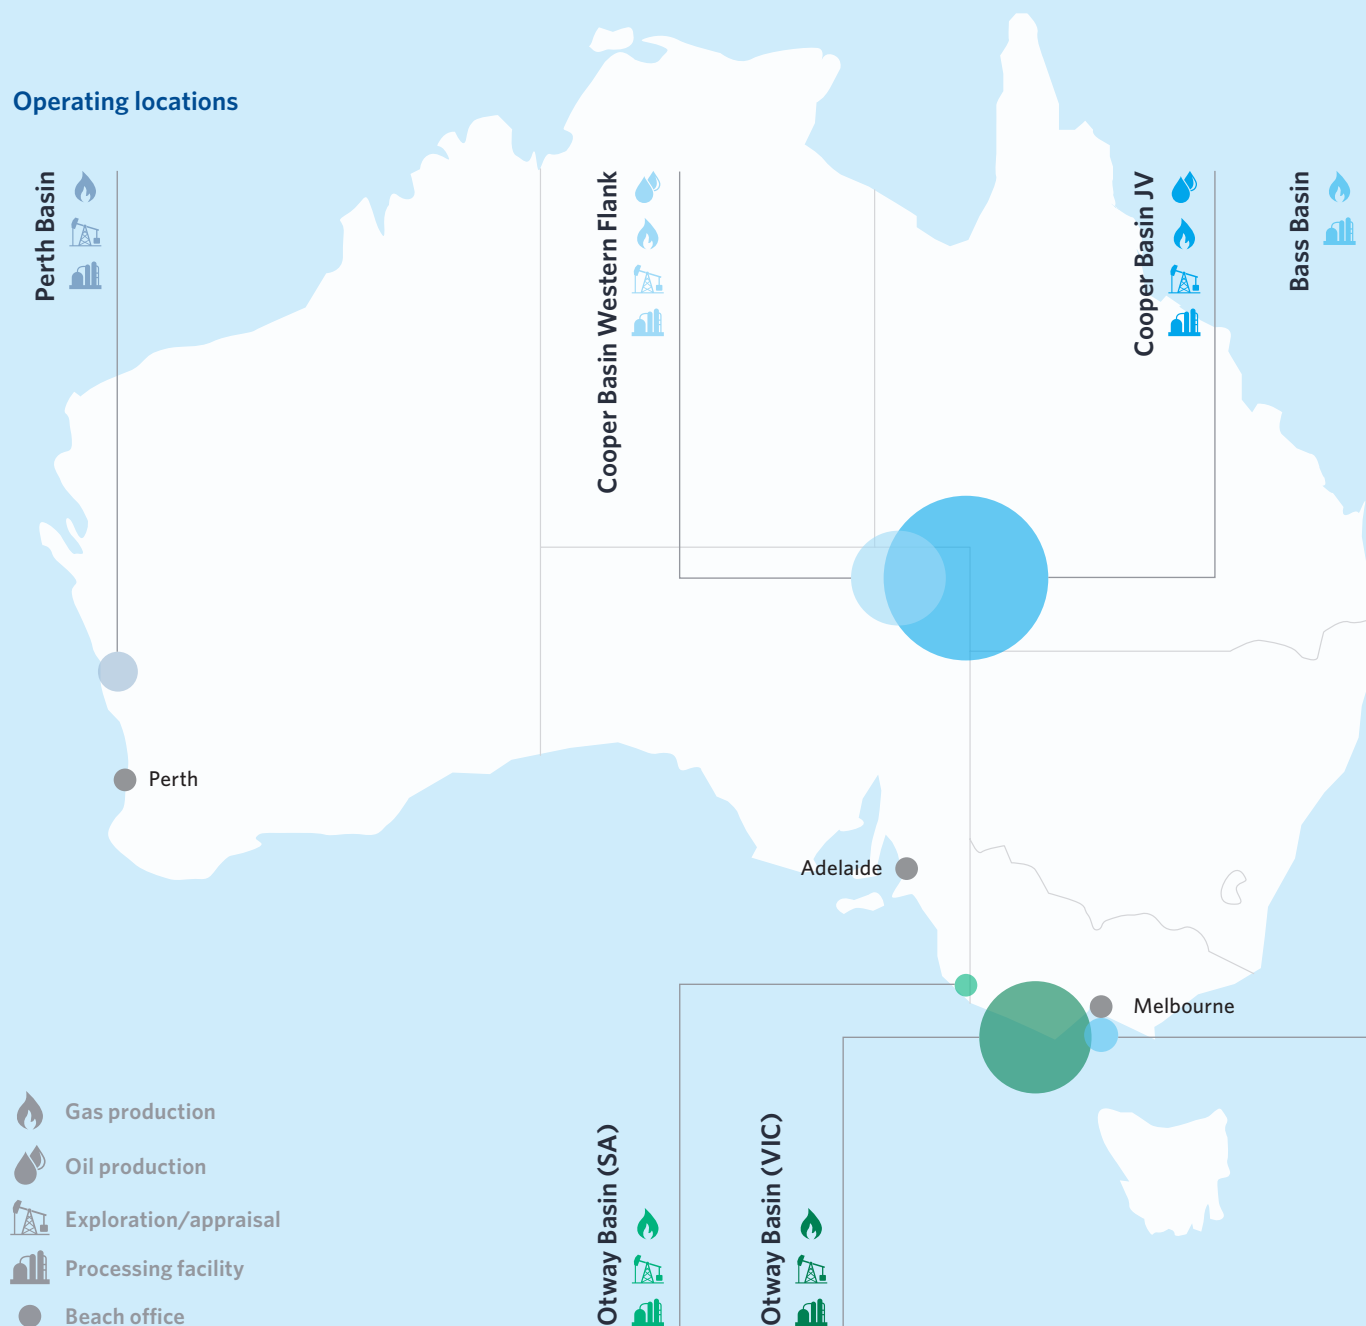 Operating locations
Perth Basin
Cooper Basin Western Flank
Cooper Basin JV
Bass Basin
Perth
Adelaide
Melbourne
Otway Basin (SA)
Otway Basin (VIC)
Gas production
Oil production
Exploration/appraisal
Processing facility
Beach office